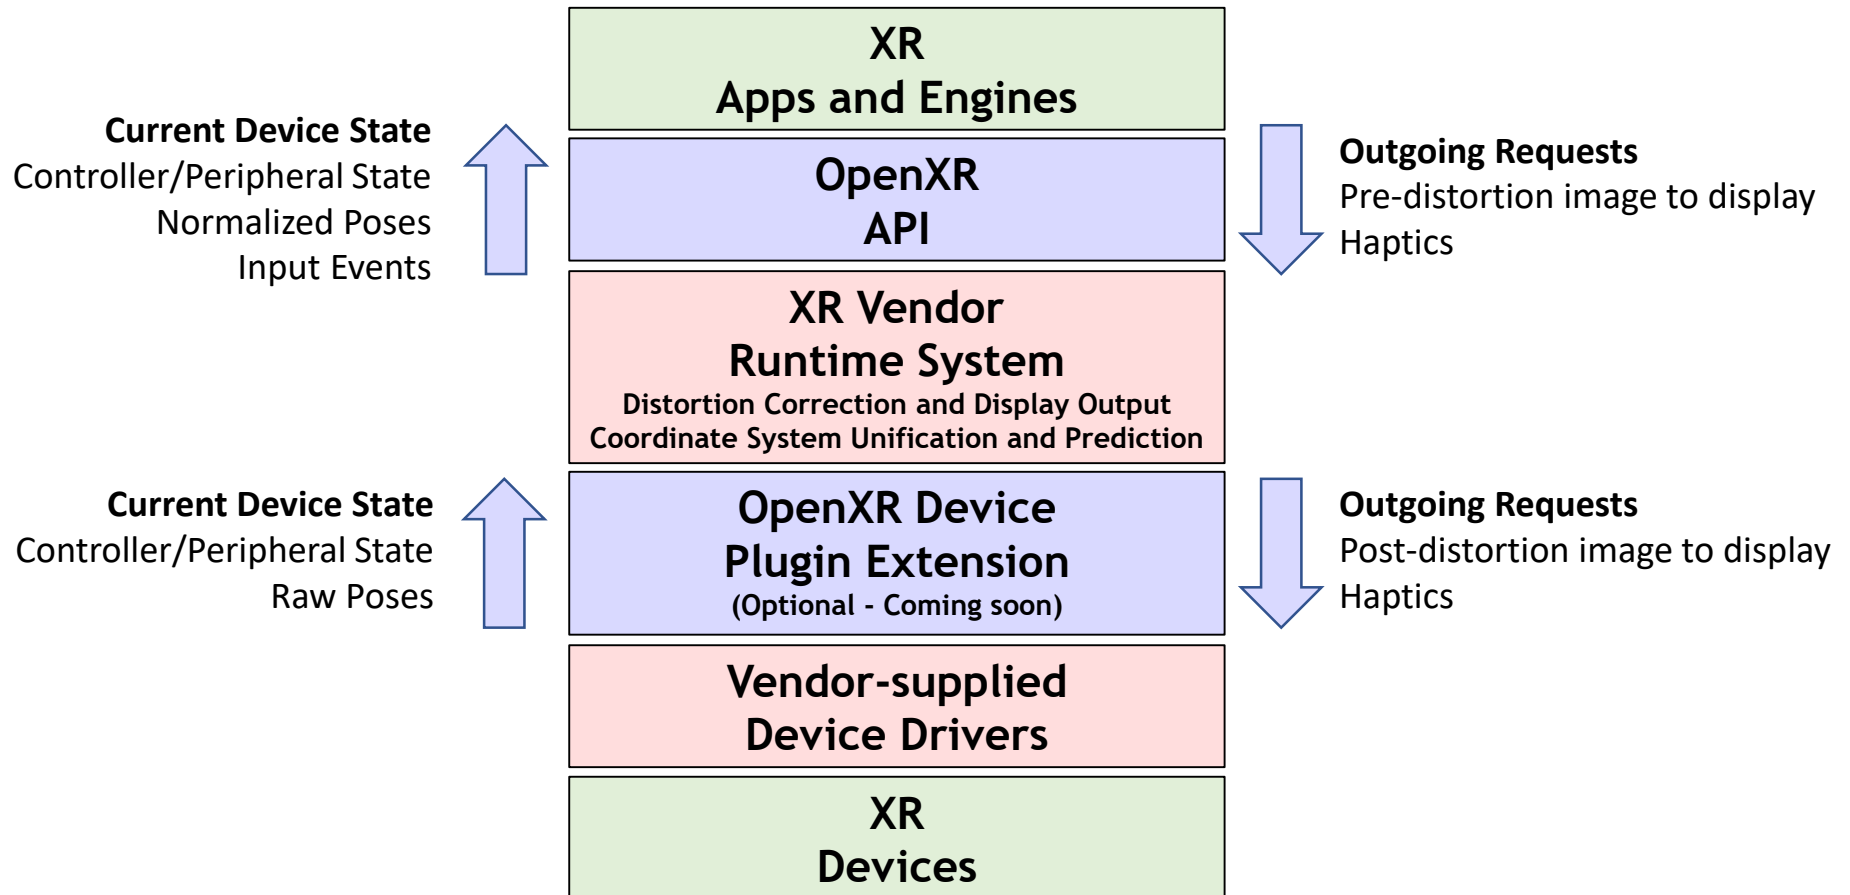 XR
Apps and Engines
Current Device State
Controller/Peripheral State
Normalized Poses
Input Events
OpenXR
API
Outgoing Requests
Pre-distortion image to display
Haptics
XR Vendor
Runtime System
Distortion Correction and Display Output
Coordinate System Unification and Prediction
Current Device State
Controller/Peripheral State
Raw Poses
OpenXR Device
Plugin Extension
(Optional - Coming soon)
Outgoing Requests
Post-distortion image to display
Haptics
Vendor-supplied
Device Drivers
XR
Devices